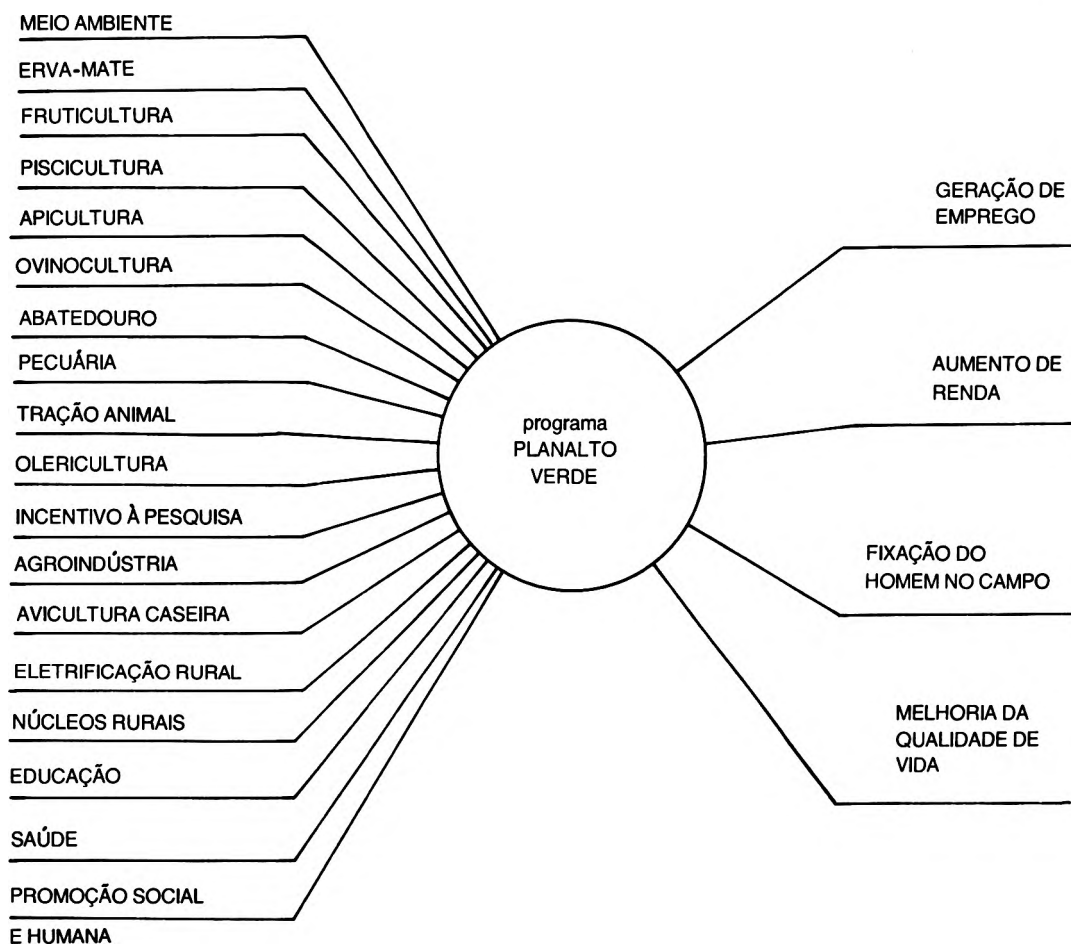 MEIO AMBIENTE
ERVA-MATE
FRUTICULTURA
PISCICULTURA
APICULTURA
OVINOCULTURA
ABATEDOURO
PECUÁRIA
TRAÇÃO ANIMAL
OLERICULTURA
INCENTIVO À PESQUISA
AGROINDÚSTRIA
AVICULTURA CASEIRA
ELETRIFICAÇÃO RURAL
NÚCLEOS RURAIS
EDUCAÇÃO
SAÚDE
PROMOÇÃO SOCIAL
E HUMANA
programa
PLANALTO
VERDE
GERAÇÃO DE
EMPREGO
AUMENTO DE
RENDA
FIXAÇÃO DO
HOMEM NO CAMPO
MELHORIA DA
QUALIDADE DE
VIDA